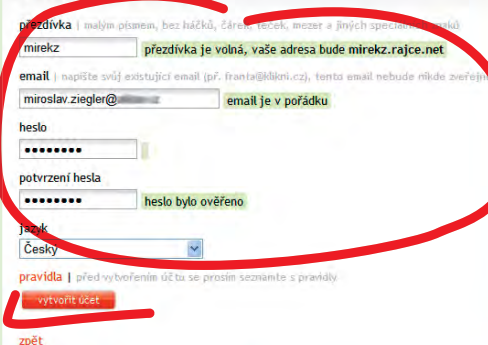 přezdívka | malým písmem, bez háčků, čárek, teček, mezer a jiných speciálních znaků
mirekz přezdívka je volná, vaše adresa bude mirekz.rajce.net
email | napište svůj existující email (př. franta@klikni.cz), tento email nebude nikde zveřejn
miroslav.ziegler@ email je v pořádku
heslo
••••••••
potvrzení hesla
•••••••• heslo bylo ověřeno
jazyk
Český
pravidla | před vytvořením účtu se prosím seznamte s pravidly
vytvořit účet
zpět